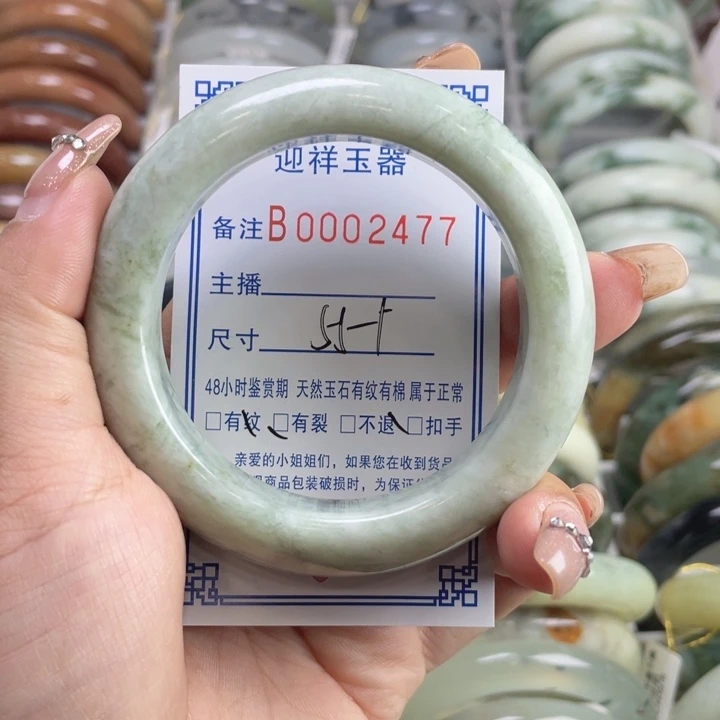 迎祥玉器
备注B0002477
主播
尺寸
48小时鉴赏期 天然玉石有纹有棉 属于正常
□有纹 □有裂 □不退 □扣手
亲爱的小姐姐们，如果您在收到货品
商品包装破损时，为保证